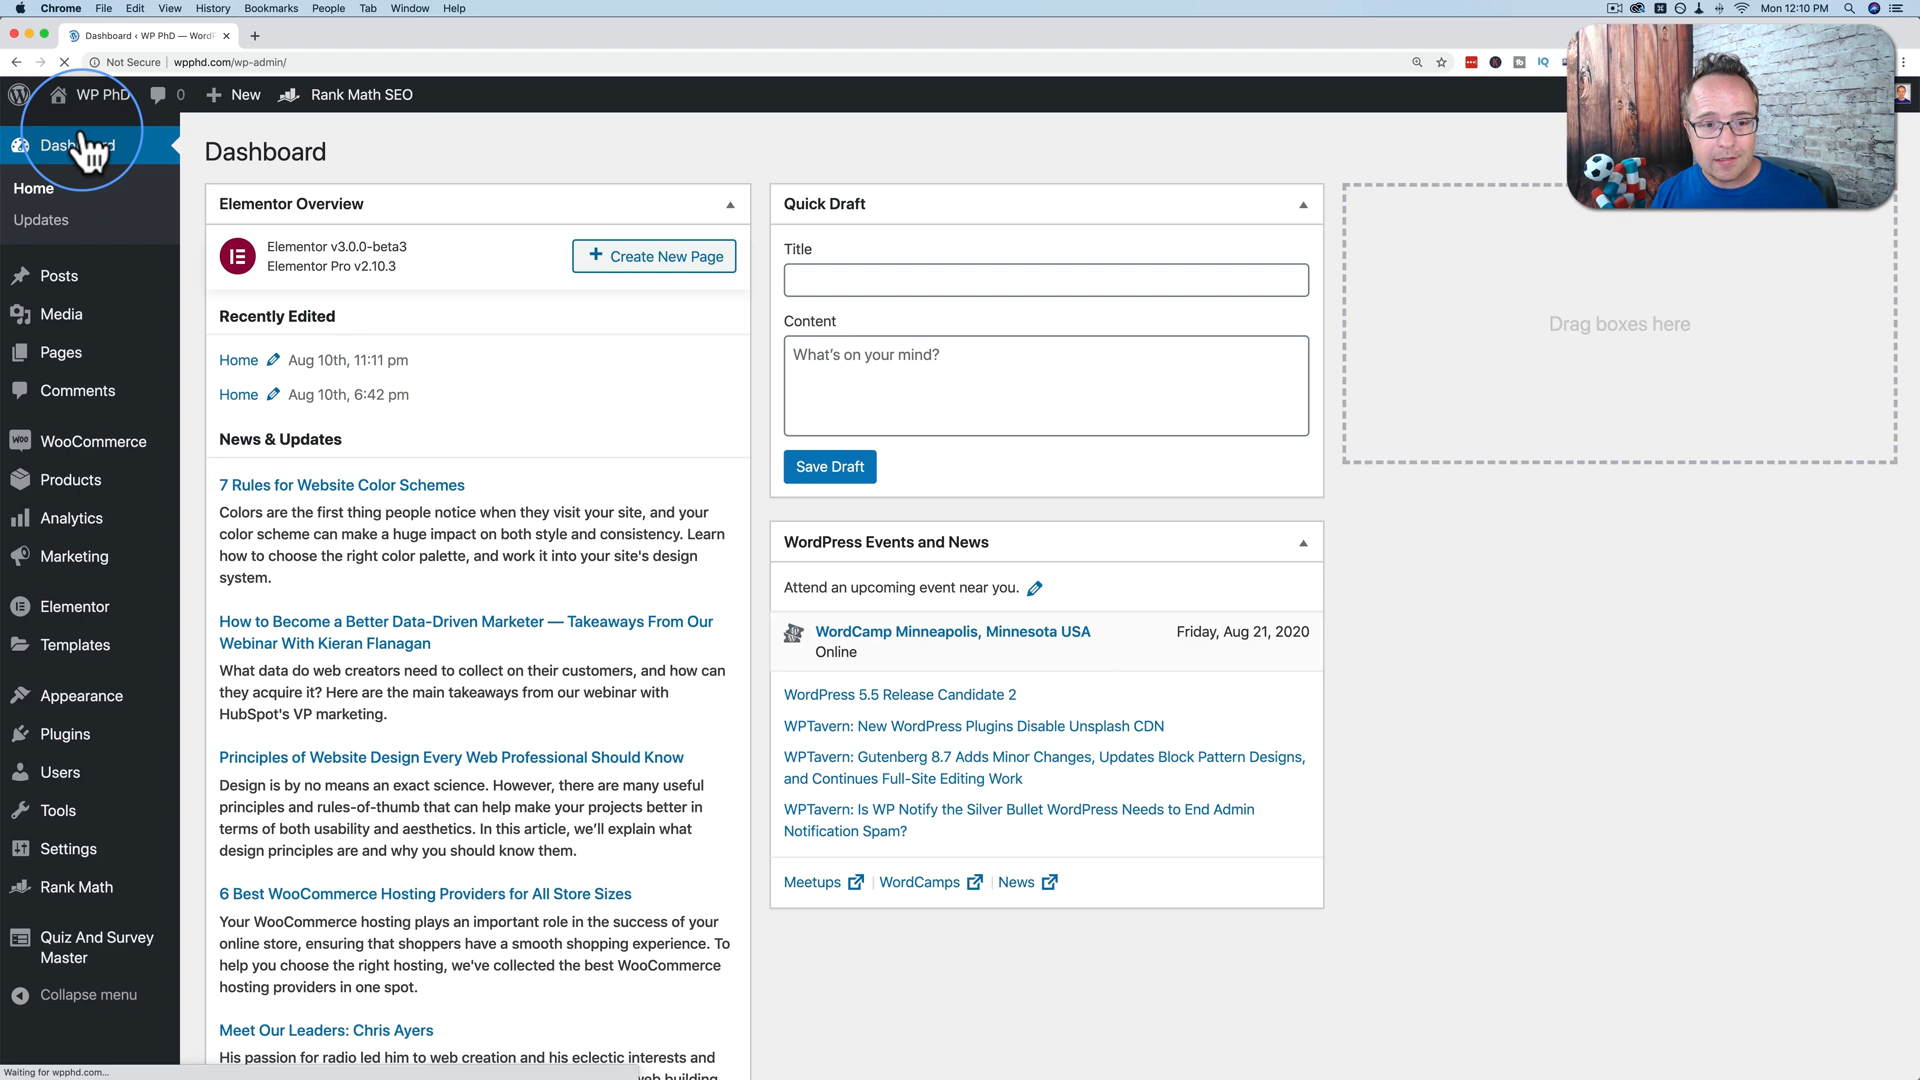 Chrome File Edit View History Bookmarks People Tab Window Help
Mon 12:10 PM
Dashboard ‹ WP PhD — WordP
Not Secure | wpphd.com/wp-admin/
IQ
WP PhD 0 New Rank Math SEO
Dashboard
Home
Updates
Posts
Media
Pages
Comments
WooCommerce
Products
Analytics
Marketing
Elementor
Templates
Appearance
Plugins
Users
Tools
Settings
Rank Math
Quiz And Survey
Master
Collapse menu
Waiting for wpphd.com...
Dashboard
Elementor Overview
Elementor v3.0.0-beta3
Elementor Pro v2.10.3
Create New Page
Recently Edited
Home Aug 10th, 11:11 pm
Home Aug 10th, 6:42 pm
News & Updates
7 Rules for Website Color Schemes
Colors are the first thing people notice when they visit your site, and your
color scheme can make a huge impact on both style and consistency. Learn
how to choose the right color palette, and work it into your site's design
system.
How to Become a Better Data-Driven Marketer — Takeaways From Our
Webinar With Kieran Flanagan
What data do web creators need to collect on their customers, and how can
they acquire it? Here are the main takeaways from our webinar with
HubSpot's VP marketing.
Principles of Website Design Every Web Professional Should Know
Design is by no means an exact science. However, there are many useful
principles and rules-of-thumb that can help make your projects better in
terms of both usability and aesthetics. In this article, we’ll explain what
design principles are and why you should know them.
6 Best WooCommerce Hosting Providers for All Store Sizes
Your WooCommerce hosting plays an important role in the success of your
online store, ensuring that shoppers have a smooth shopping experience. To
help you choose the right hosting, we've collected the best WooCommerce
hosting providers in one spot.
Meet Our Leaders: Chris Ayers
His passion for radio led him to web creation and his eclectic interests and
web building
Quick Draft
Title
Content
What’s on your mind?
Save Draft
WordPress Events and News
Attend an upcoming event near you.
WordCamp Minneapolis, Minnesota USA Friday, Aug 21, 2020
Online
WordPress 5.5 Release Candidate 2
WPTavern: New WordPress Plugins Disable Unsplash CDN
WPTavern: Gutenberg 8.7 Adds Minor Changes, Updates Block Pattern Designs,
and Continues Full-Site Editing Work
WPTavern: Is WP Notify the Silver Bullet WordPress Needs to End Admin
Notification Spam?
Meetups | WordCamps | News
Drag boxes here